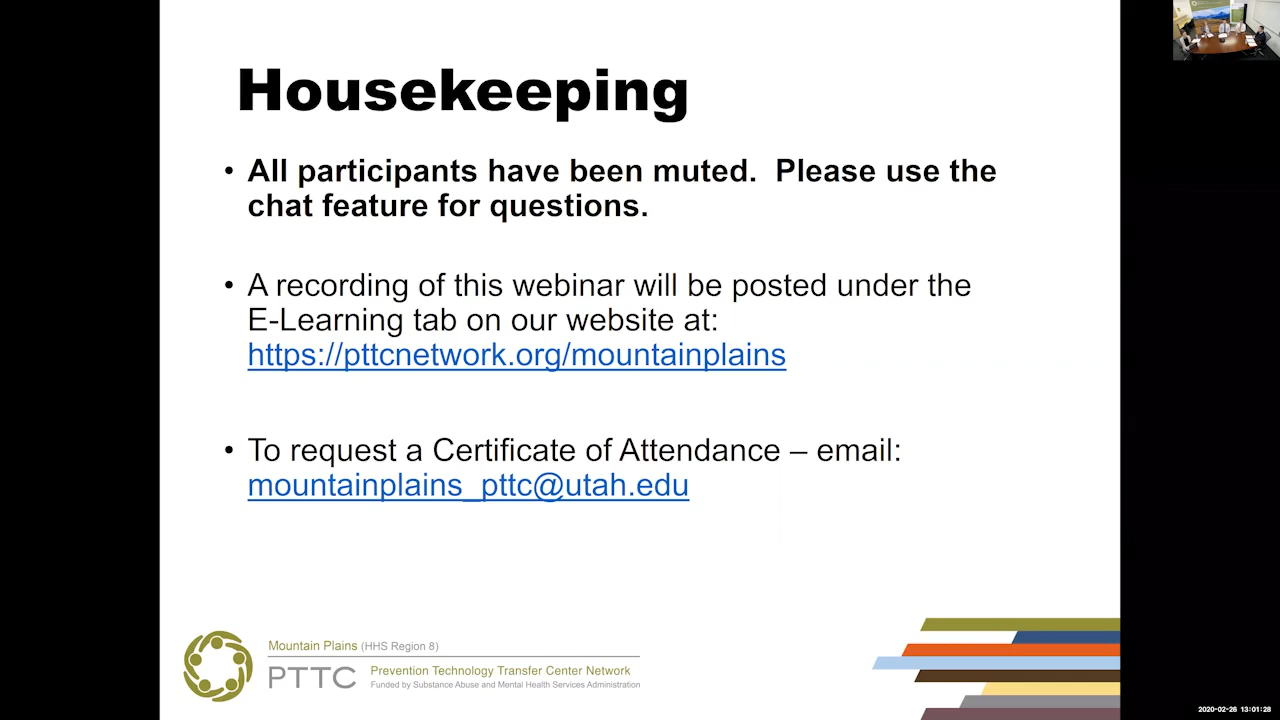 Housekeeping
• All participants have been muted.  Please use the
chat feature for questions.
• A recording of this webinar will be posted under the
E-Learning tab on our website at:
https://pttcnetwork.org/mountainplains
• To request a Certificate of Attendance – email:
mountainplains_pttc@utah.edu
Mountain Plains (HHS Region 8)
PTTC
Prevention Technology Transfer Center Network
Funded by Substance Abuse and Mental Health Services Administration
2020-02-26 13:01:28